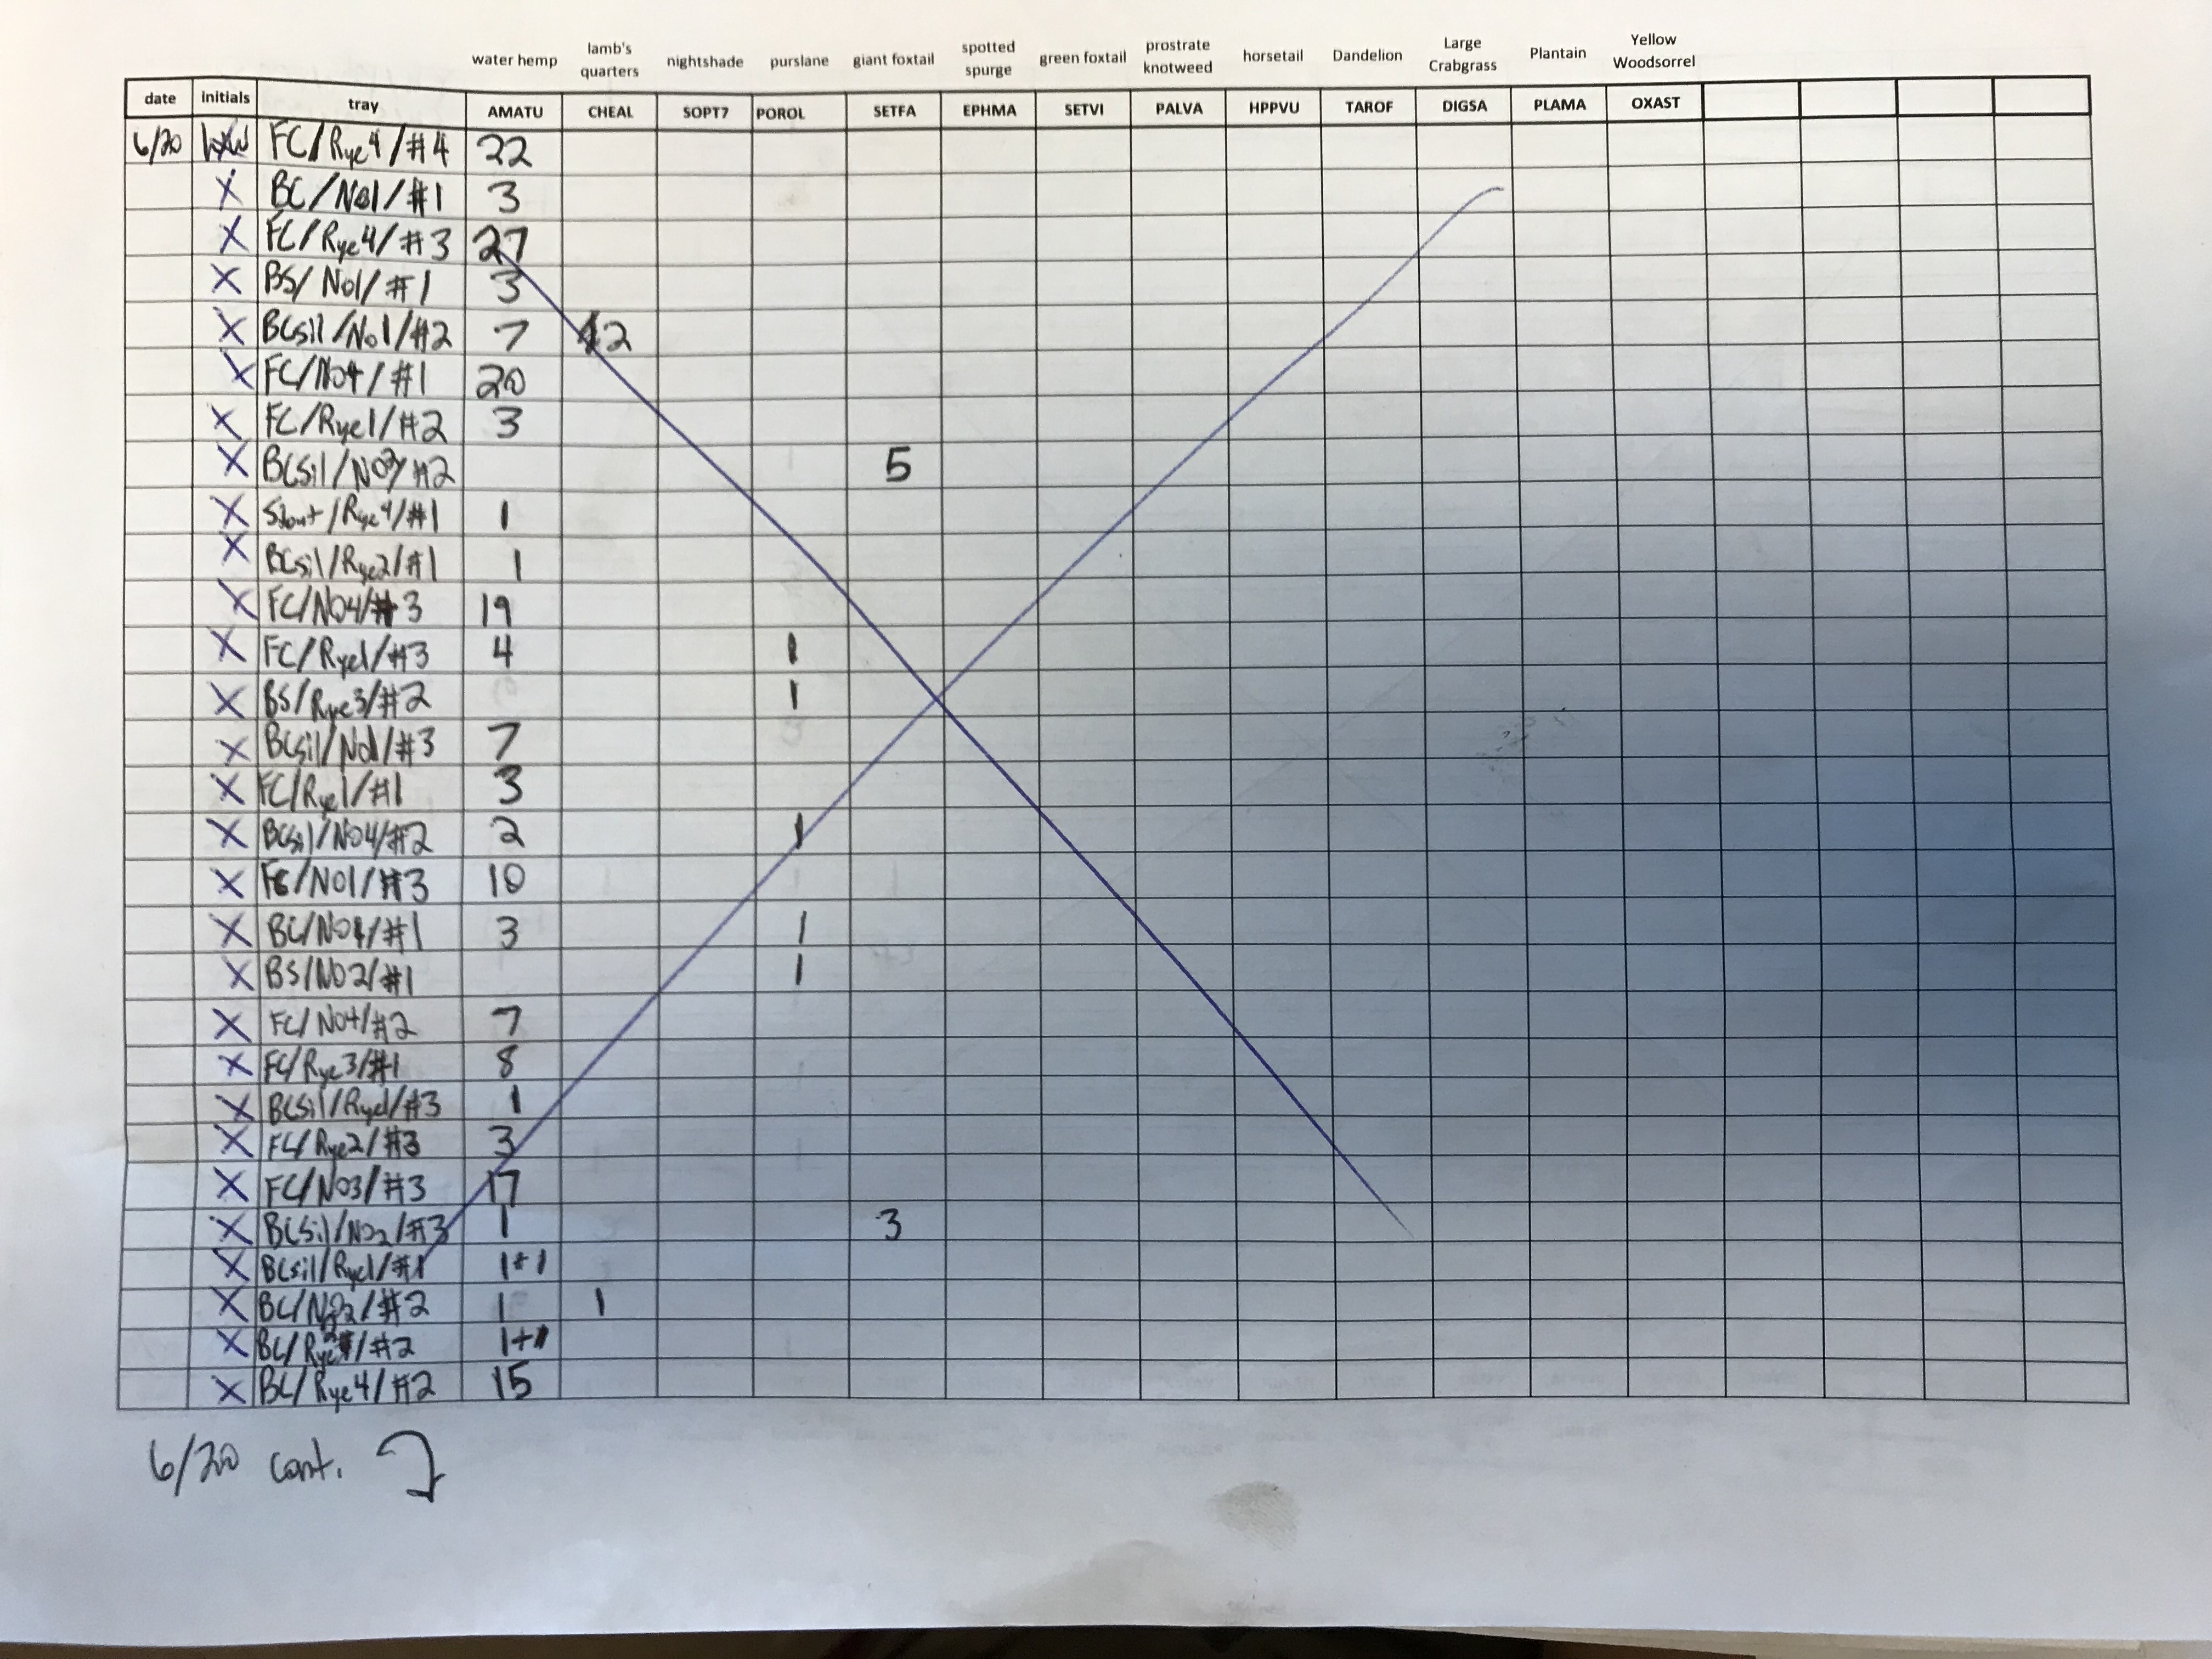 water hemp lamb's quarters nightshade purslane giant foxtail spotted spurge green foxtail prostrate knotweed horsetail Dandelion Large Crabgrass Plantain Yellow Woodsorrel
date initials tray AMATU CHEAL SOPT7 POROL SETFA EPHMA SETVI PALVA HPPVU TAROF DIGSA PLAMA OXAST
6/20 FC/Rye4/#4 22
X BC/No1/#1 3
X FC/Rye4/#3 27
X BS/No1/#1 3
X BCsil/No1/#2 7 2
X FC/No4/#1 20
X FC/Rye1/#2 3
X BCSil/NO3/#2 5
X Stout/Rye4/#1 1
X BCsil/Rye2/#1 1
X FC/NO4/#3 19
X FC/Rye1/#3 4 1
X BS/Rye3/#2 1
X BCsil/No1/#3 7
X FC/Rye1/#1 3
X BCsil/NO4/#2 2 1
X FC/NO1/#3 10
X BC/NO4/#1 3 1
X BS/NO2/#1 1
X FC/NO4/#2 7
X FC/Rye3/#1 8
X BCSil/Rye1/#3 1
X FC/Rye2/#3 3
X FC/NO3/#3 17
X BCSil/NO2/#3 1 3
X BCsil/Rye1/#1 1+1
X BC/NO2/#2 1 1
X BC/Rye/#2 1+1
X BC/Rye4/#2 15
6/20 cont.